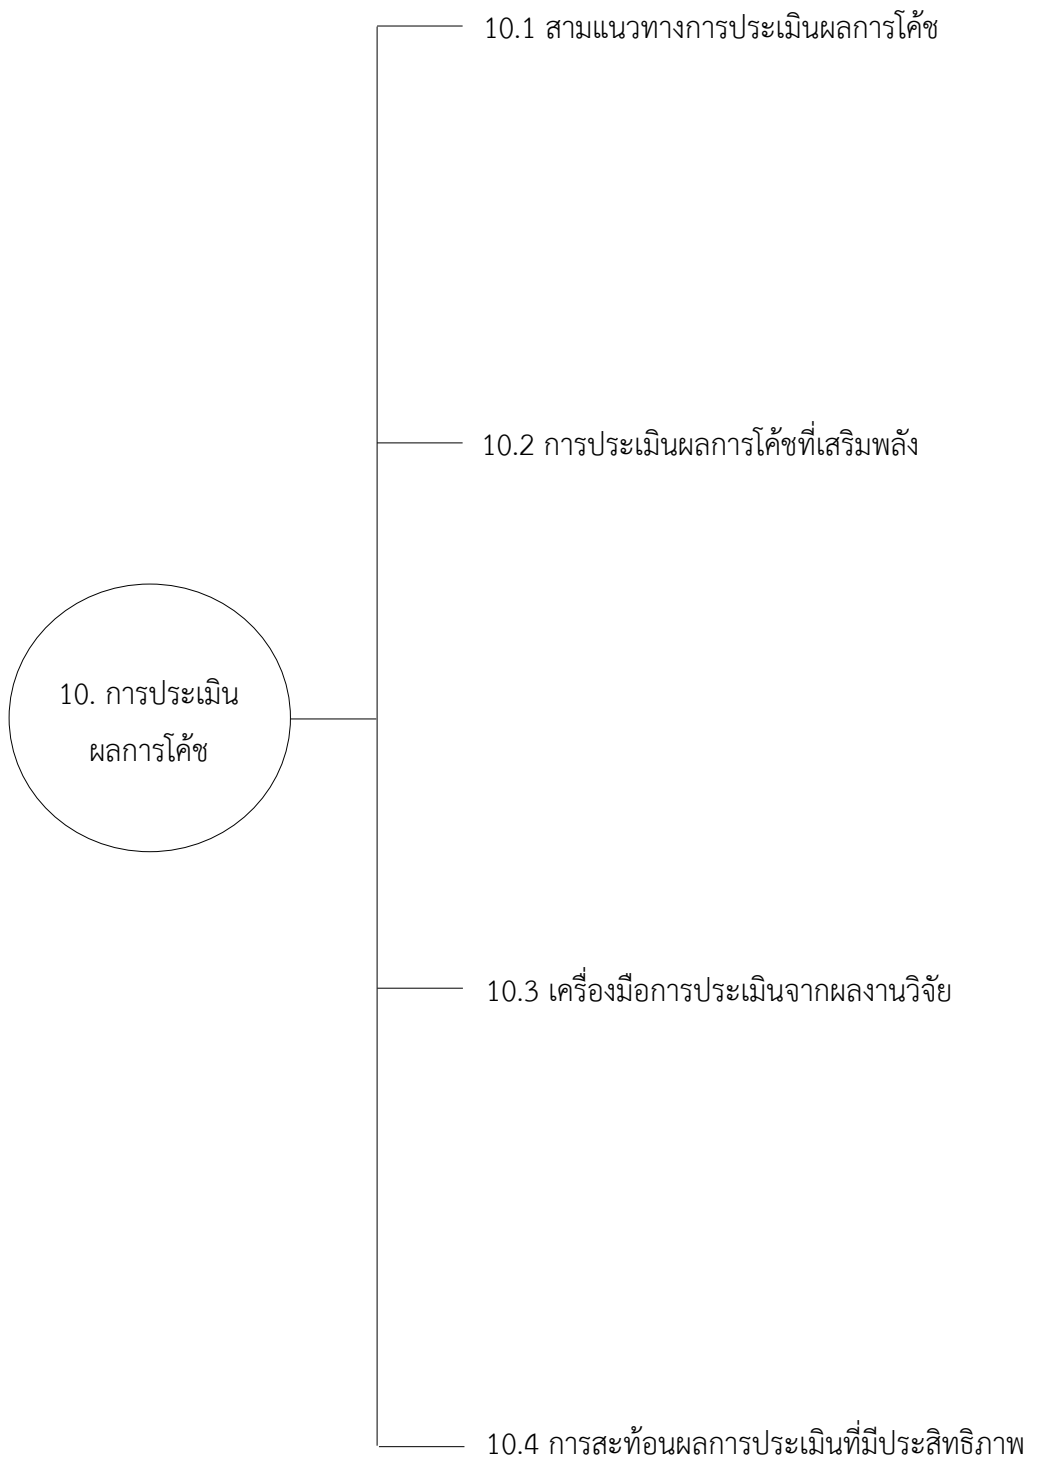 10.1 สามแนวทางการประเมินผลการโค้ช
10.2 การประเมินผลการโค้ชที่เสริมพลัง
10. การประเมิน
ผลการโค้ช
10.3 เครื่องมือการประเมินจากผลงานวิจัย
10.4 การสะท้อนผลการประเมินที่มีประสิทธิภาพ